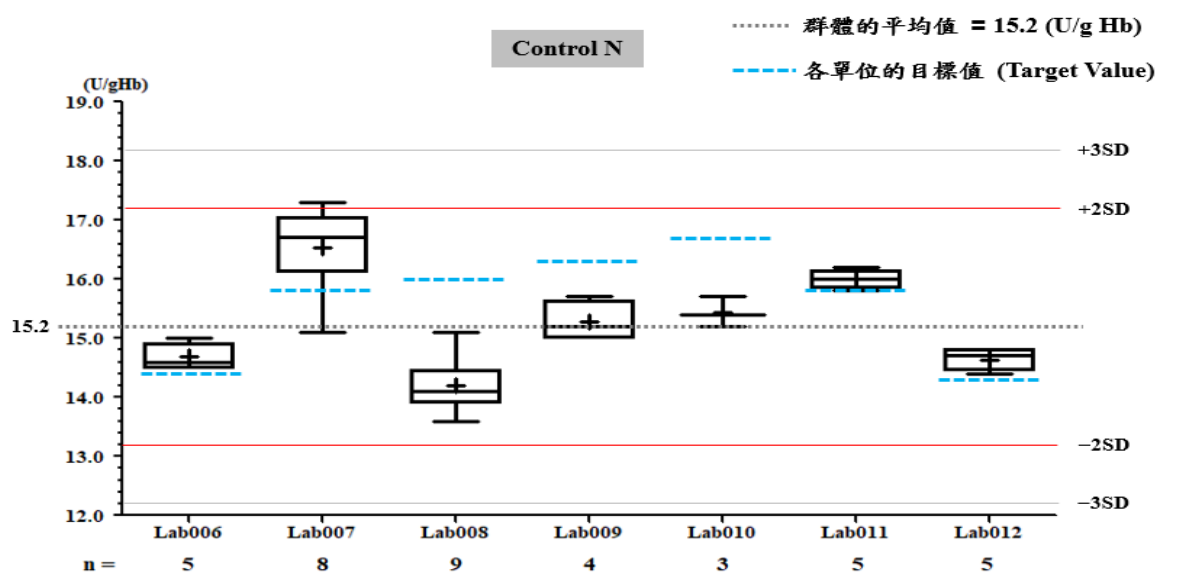 群體的平均值 = 15.2 (U/g Hb)
Control N
各單位的目標值 (Target Value)
(U/gHb)
19.0
+3SD
18.0
+2SD
17.0
16.0
15.2
15.0
14.0
−2SD
13.0
−3SD
12.0
Lab006 Lab007 Lab008 Lab009 Lab010 Lab011 Lab012
n = 5 8 9 4 3 5 5